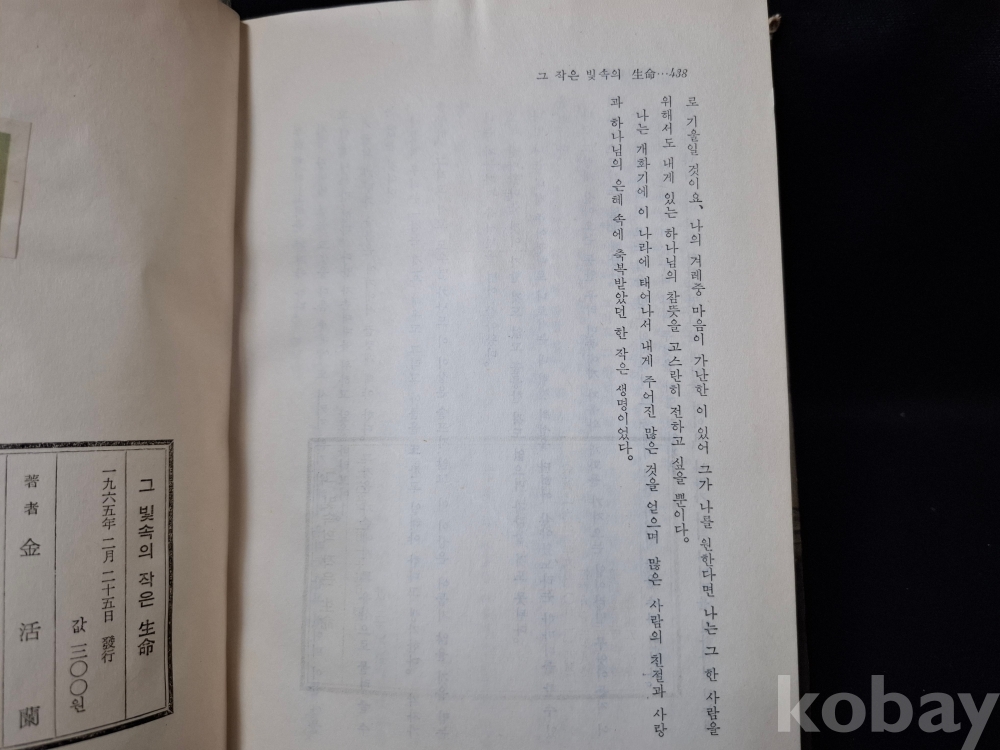 그 작은 빛속의 生命…438
로 기울일 것이요, 나의 겨레중 마음이 가난한 이 있어 그가 나를 원한다면 나는 그 한 사람을
위해서도 내게 있는 하나님의 참뜻을 고스란히 전하고 싶을 뿐이다.
나는 개화기에 이 나라에 태어나서 내게 주어진 많은 것을 얻으며 많은 사람의 친절과 사랑
과 하나님의 은혜 속에 축복받았던 한 작은 생명이었다.
그 빛속의 작은 生命
一九六五年 二月 二十五日 發行
값 三〇〇원
著者 金活蘭
kobay